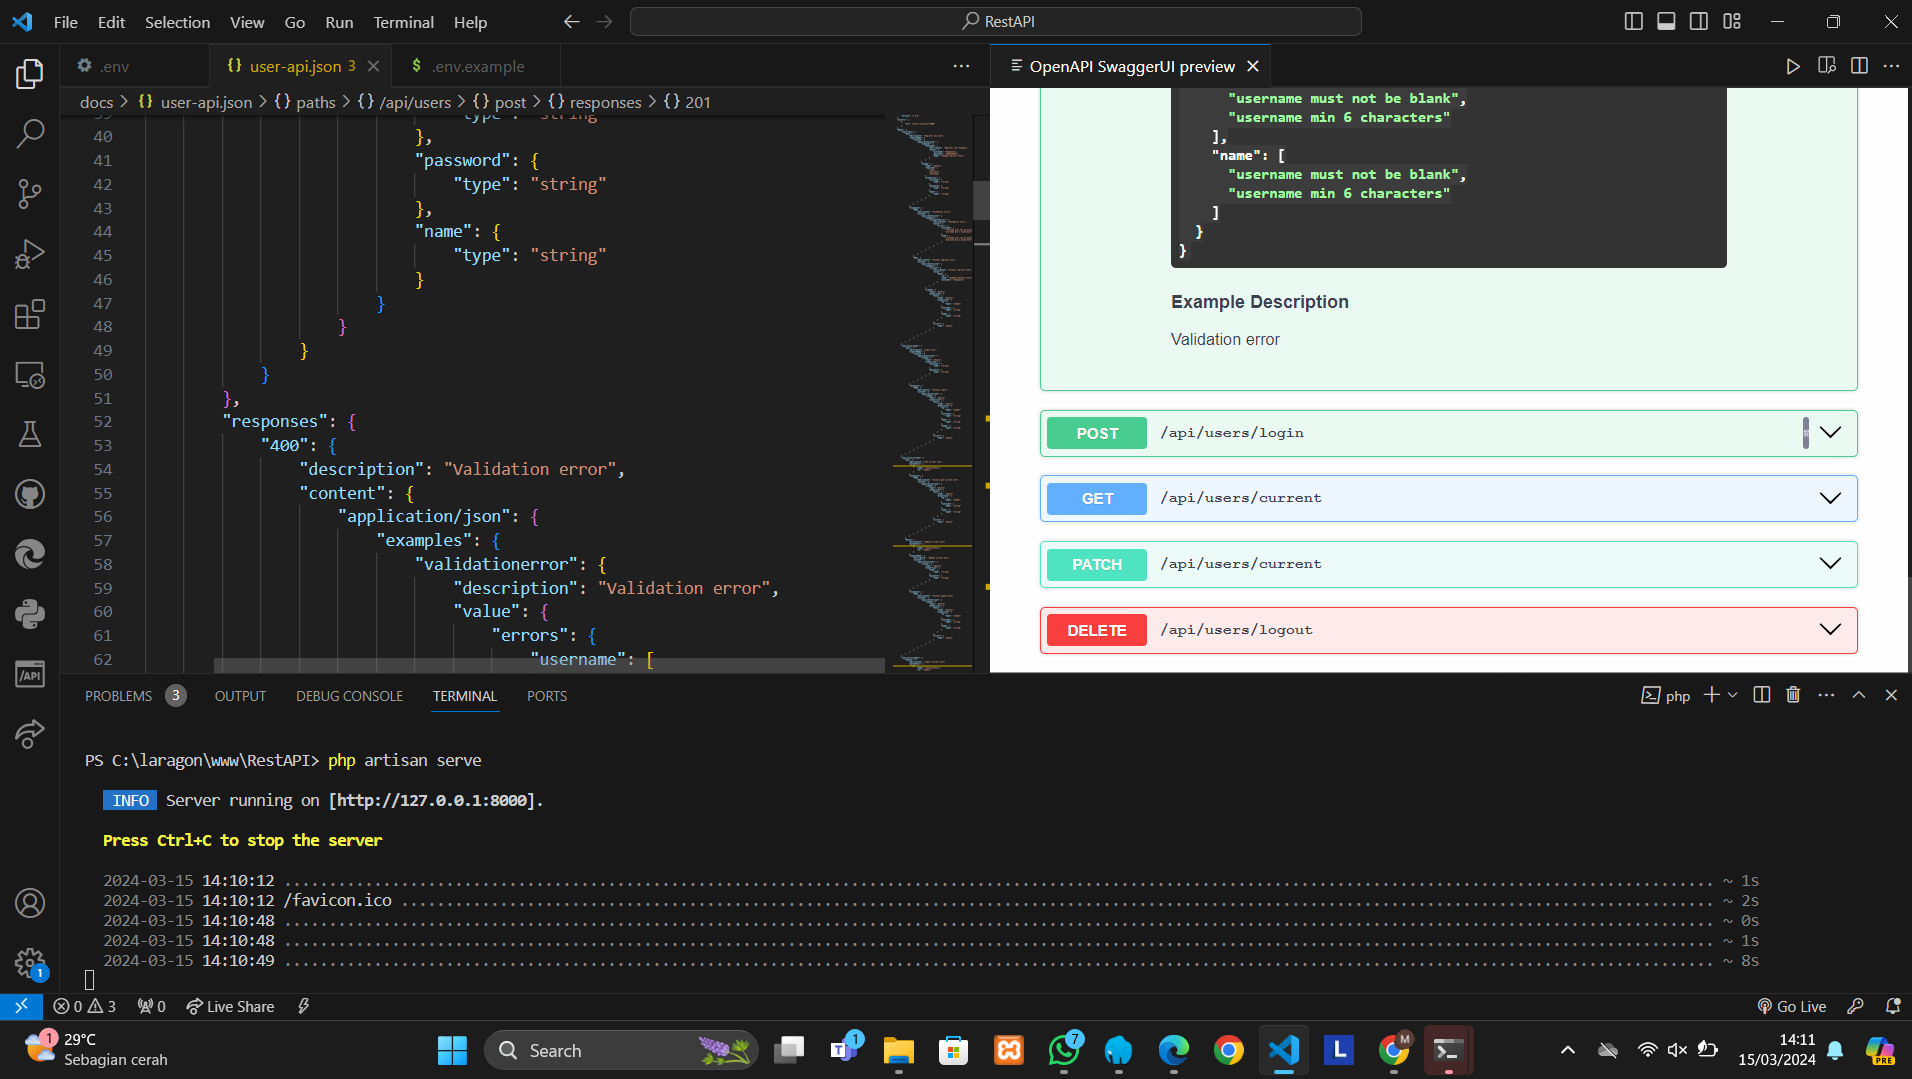 File Edit Selection View Go Run Terminal Help
RestAPI
.env
{} user-api.json 3
$ .env.example
OpenAPI SwaggerUI preview
docs > {} user-api.json > {} paths > {} /api/users > {} post > {} responses > {} 201
39 "type": "string"
40 },
41 "password": {
42 "type": "string"
43 },
44 "name": {
45 "type": "string"
46 }
47 }
48 }
49 }
50 }
51 },
52 "responses": {
53 "400": {
54 "description": "Validation error",
55 "content": {
56 "application/json": {
57 "examples": {
58 "validationerror": {
59 "description": "Validation error",
60 "value": {
61 "errors": {
62 "username": [
"username must not be blank",
"username min 6 characters"
],
"name": [
"username must not be blank",
"username min 6 characters"
]
}
}
Example Description
Validation error
POST /api/users/login
GET /api/users/current
PATCH /api/users/current
DELETE /api/users/logout
PROBLEMS 3 OUTPUT DEBUG CONSOLE TERMINAL PORTS
php
PS C:\laragon\www\RestAPI> php artisan serve
INFO Server running on [http://127.0.0.1:8000].
Press Ctrl+C to stop the server
2024-03-15 14:10:12 ~ 1s
2024-03-15 14:10:12 /favicon.ico ~ 2s
2024-03-15 14:10:48 ~ 0s
2024-03-15 14:10:48 ~ 1s
2024-03-15 14:10:49 ~ 8s
/API
1
0 3 0 Live Share
Go Live
1
29°C
Sebagian cerah
Search
T
1
7
L
M
14:11
15/03/2024
PRE